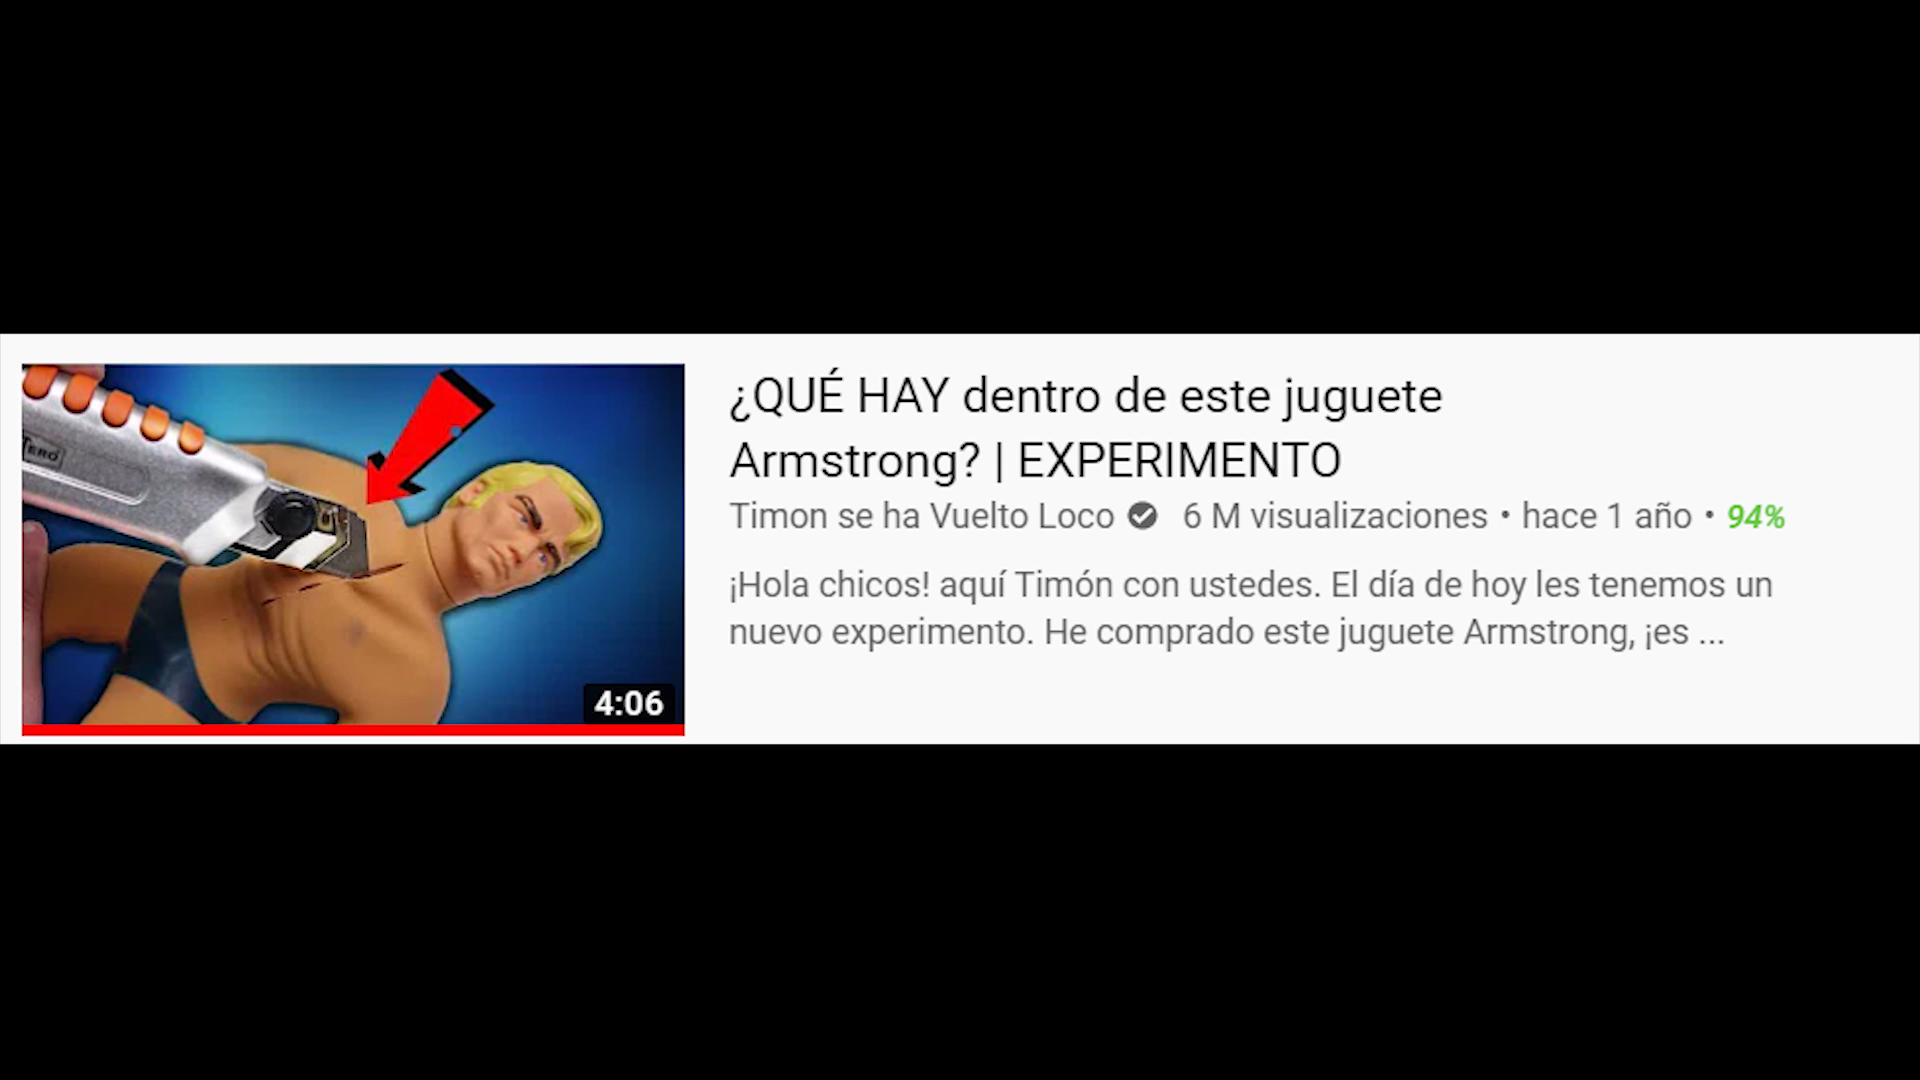 ¿QUÉ HAY dentro de este juguete
Armstrong? | EXPERIMENTO
Timon se ha Vuelto Loco 6 M visualizaciones • hace 1 año • 94%
¡Hola chicos! aquí Timón con ustedes. El día de hoy les tenemos un
nuevo experimento. He comprado este juguete Armstrong, ¡es ...
4:06